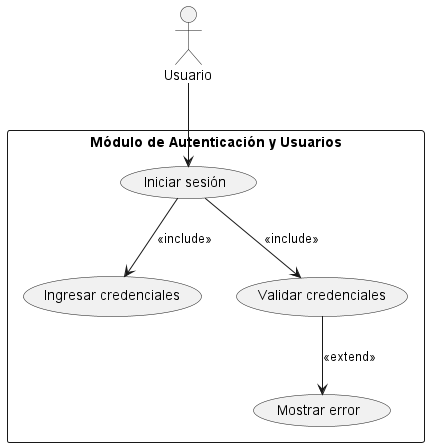 Usuario
Módulo de Autenticación y Usuarios
Iniciar sesión
«include»
«include»
Ingresar credenciales
Validar credenciales
«extend»
Mostrar error